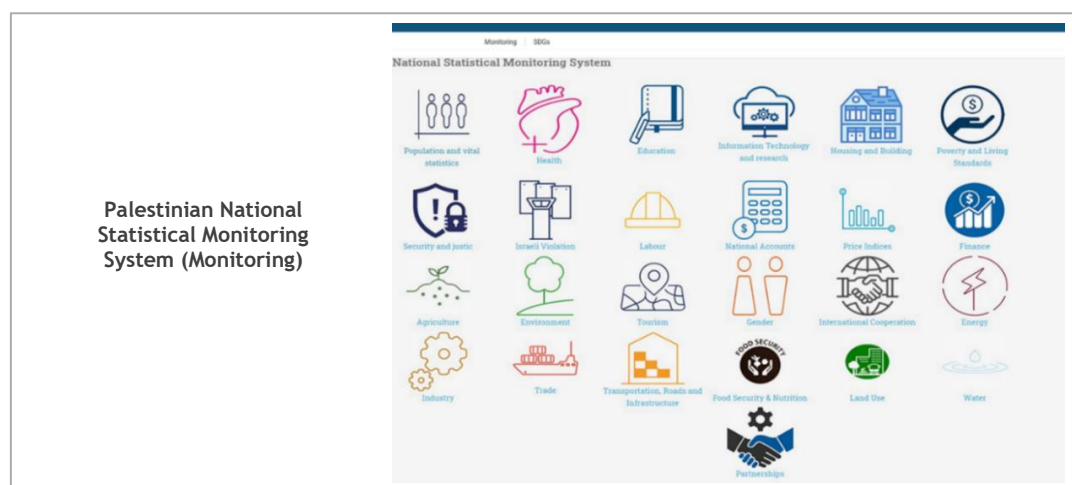 Palestinian National
Statistical Monitoring
System (Monitoring)
Monitoring SDGs
National Statistical Monitoring System
Population and vital
statistics
Health
Education
Information Technology
and research
Housing and Building
Poverty and Living
Standards
Security and justic
Israeli Violation
Labour
National Accounts
Price Indices
Finance
Agriculture
Environment
Tourism
Gender
International Cooperation
Energy
Industry
Trade
Transportation, Roads and
Infrastructure
FOOD SECURITY
Food Security & Nutrition
Land Use
Water
Partnerships